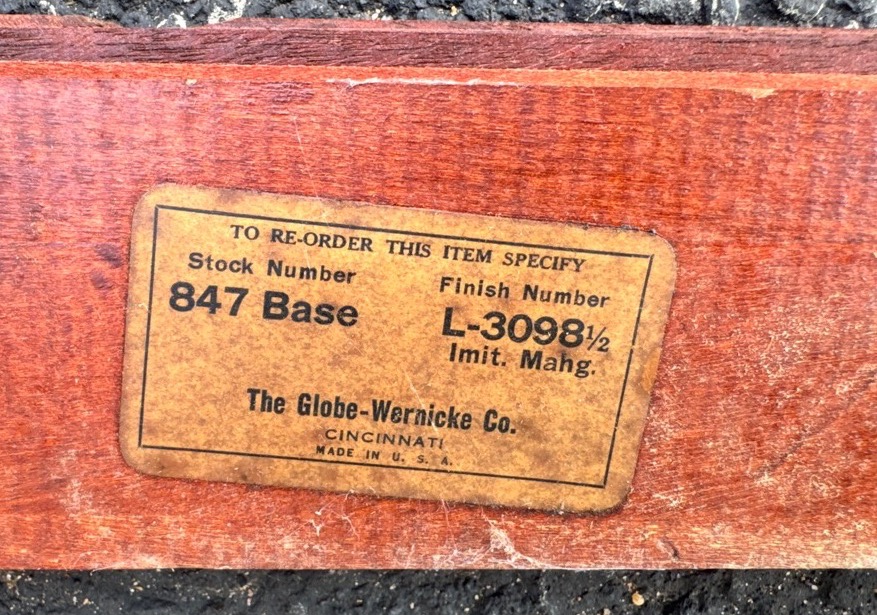 TO RE-ORDER THIS ITEM SPECIFY
Stock Number
847 Base
Finish Number
L-3098½
Imit. Mahg.
The Globe-Wernicke Co.
CINCINNATI
MADE IN U. S. A.